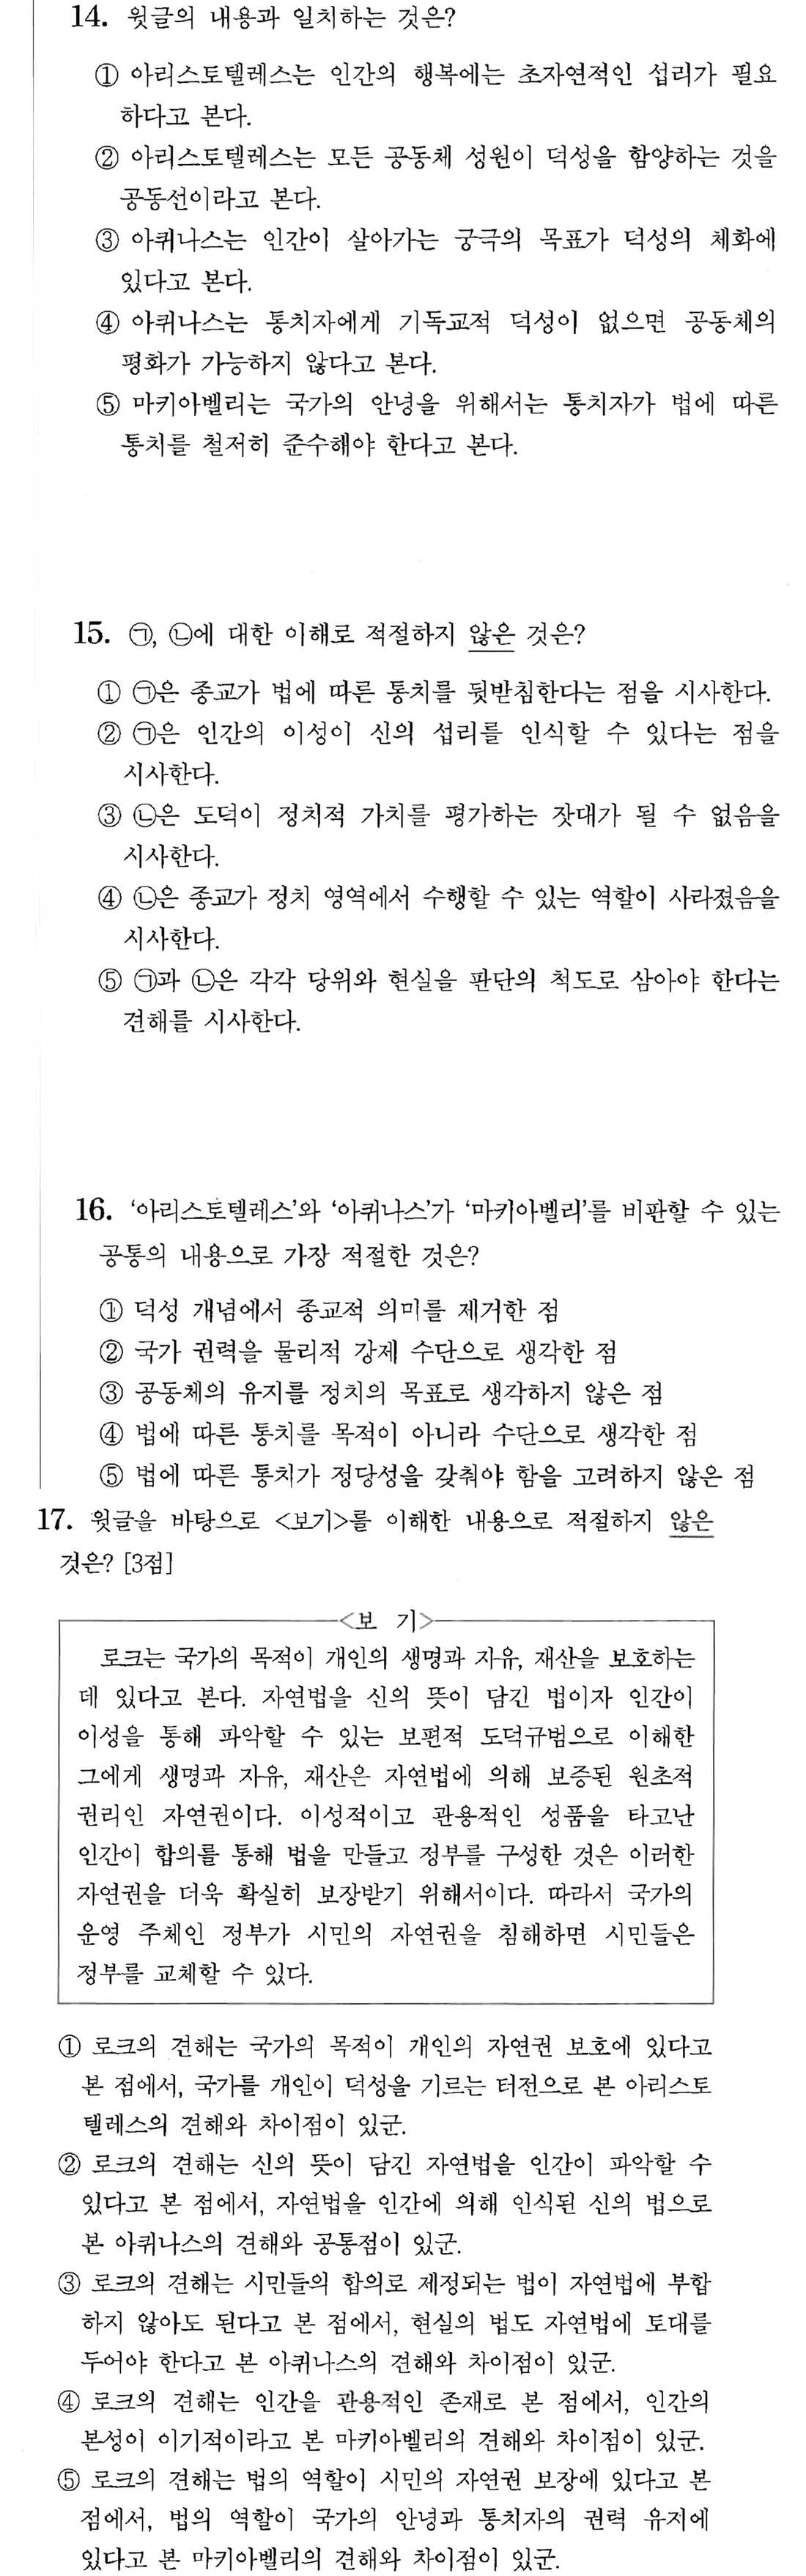 14. 윗글의 내용과 일치하는 것은?
① 아리스토텔레스는 인간의 행복에는 초자연적인 섭리가 필요
하다고 본다.
② 아리스토텔레스는 모든 공동체 성원이 덕성을 함양하는 것을
공동선이라고 본다.
③ 아퀴나스는 인간이 살아가는 궁극의 목표가 덕성의 체화에
있다고 본다.
④ 아퀴나스는 통치자에게 기독교적 덕성이 없으면 공동체의
평화가 가능하지 않다고 본다.
⑤ 마키아벨리는 국가의 안녕을 위해서는 통치자가 법에 따른
통치를 철저히 준수해야 한다고 본다.
15. ㉠, ㉡에 대한 이해로 적절하지 않은 것은?
① ㉠은 종교가 법에 따른 통치를 뒷받침한다는 점을 시사한다.
② ㉠은 인간의 이성이 신의 섭리를 인식할 수 있다는 점을
시사한다.
③ ㉡은 도덕이 정치적 가치를 평가하는 잣대가 될 수 없음을
시사한다.
④ ㉡은 종교가 정치 영역에서 수행할 수 있는 역할이 사라졌음을
시사한다.
⑤ ㉠과 ㉡은 각각 당위와 현실을 판단의 척도로 삼아야 한다는
견해를 시사한다.
16. ‘아리스토텔레스’와 ‘아퀴나스’가 ‘마키아벨리’를 비판할 수 있는
공통의 내용으로 가장 적절한 것은?
① 덕성 개념에서 종교적 의미를 제거한 점
② 국가 권력을 물리적 강제 수단으로 생각한 점
③ 공동체의 유지를 정치의 목표로 생각하지 않은 점
④ 법에 따른 통치를 목적이 아니라 수단으로 생각한 점
⑤ 법에 따른 통치가 정당성을 갖춰야 함을 고려하지 않은 점
17. 윗글을 바탕으로 <보기>를 이해한 내용으로 적절하지 않은
것은? [3점]
<보 기>
로크는 국가의 목적이 개인의 생명과 자유, 재산을 보호하는
데 있다고 본다. 자연법을 신의 뜻이 담긴 법이자 인간이
이성을 통해 파악할 수 있는 보편적 도덕규범으로 이해한
그에게 생명과 자유, 재산은 자연법에 의해 보증된 원초적
권리인 자연권이다. 이성적이고 관용적인 성품을 타고난
인간이 합의를 통해 법을 만들고 정부를 구성한 것은 이러한
자연권을 더욱 확실히 보장받기 위해서이다. 따라서 국가의
운영 주체인 정부가 시민의 자연권을 침해하면 시민들은
정부를 교체할 수 있다.
① 로크의 견해는 국가의 목적이 개인의 자연권 보호에 있다고
본 점에서, 국가를 개인이 덕성을 기르는 터전으로 본 아리스토
텔레스의 견해와 차이점이 있군.
② 로크의 견해는 신의 뜻이 담긴 자연법을 인간이 파악할 수
있다고 본 점에서, 자연법을 인간에 의해 인식된 신의 법으로
본 아퀴나스의 견해와 공통점이 있군.
③ 로크의 견해는 시민들의 합의로 제정되는 법이 자연법에 부합
하지 않아도 된다고 본 점에서, 현실의 법도 자연법에 토대를
두어야 한다고 본 아퀴나스의 견해와 차이점이 있군.
④ 로크의 견해는 인간을 관용적인 존재로 본 점에서, 인간의
본성이 이기적이라고 본 마키아벨리의 견해와 차이점이 있군.
⑤ 로크의 견해는 법의 역할이 시민의 자연권 보장에 있다고 본
점에서, 법의 역할이 국가의 안녕과 통치자의 권력 유지에
있다고 본 마키아벨리의 견해와 차이점이 있군.